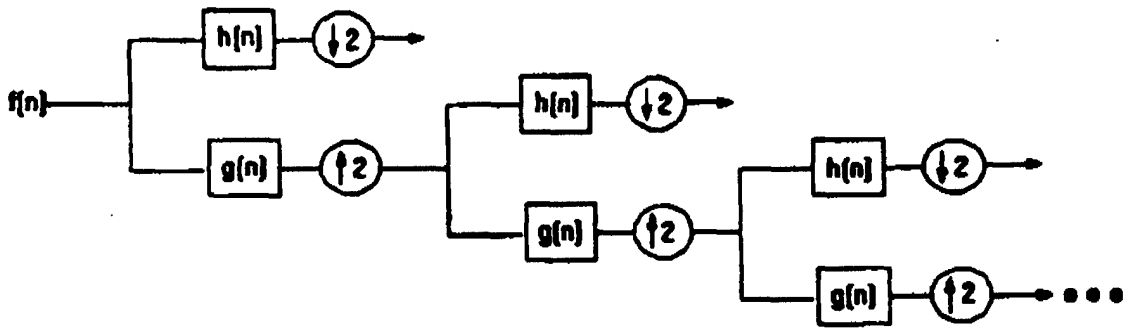 h[n] ↓2
f[n]
h[n] ↓2
g[n] ↑2
h[n] ↓2
g[n] ↑2
g[n] ↑2 •••